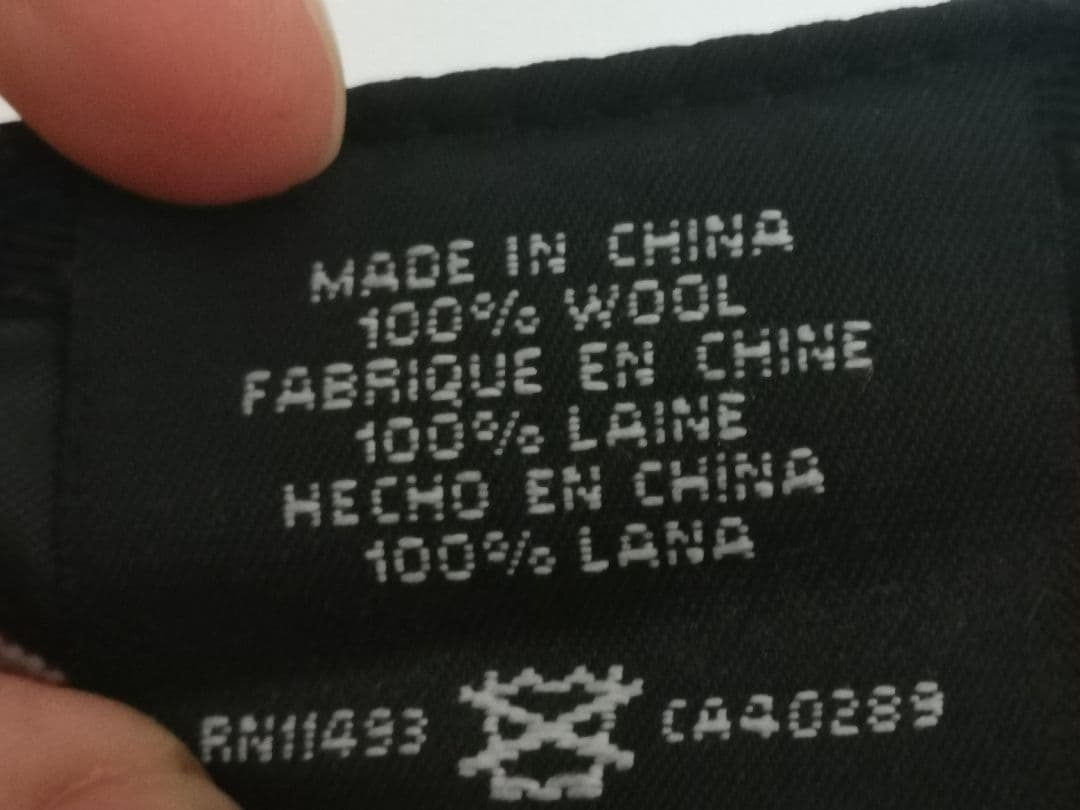 MADE IN CHINA
100% WOOL
FABRIQUE EN CHINE
100% LAINE
HECHO EN CHINA
100% LANA
RN11493 CA40289